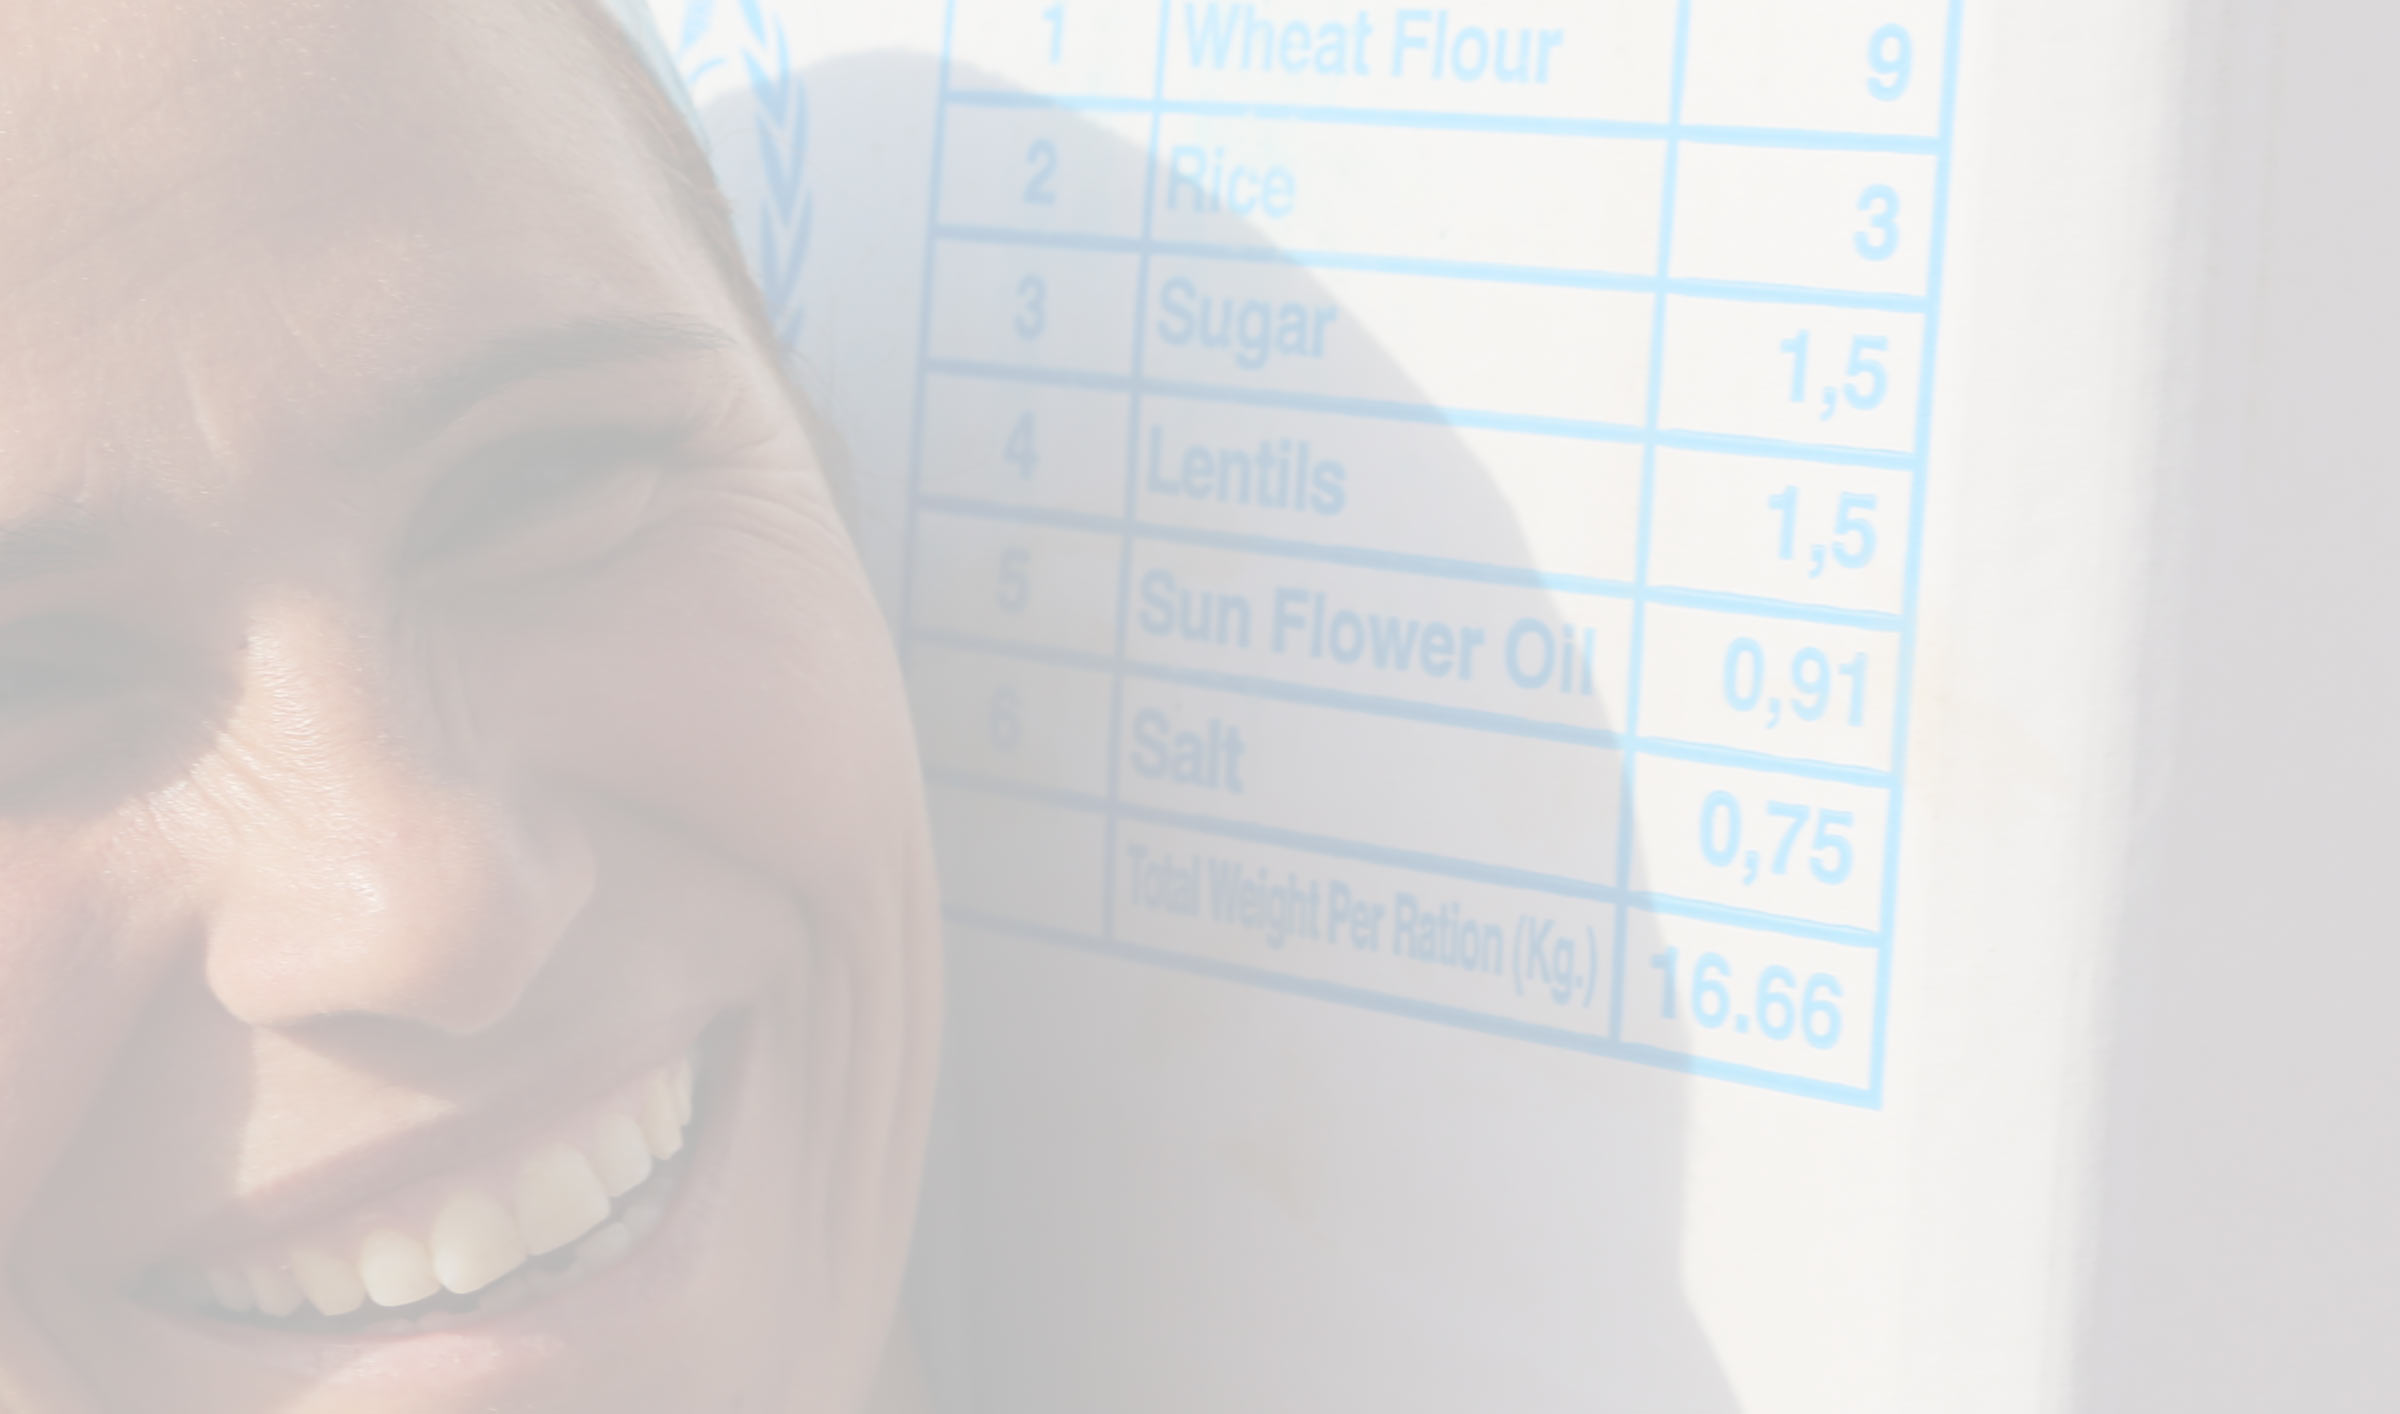 1 Wheat Flour 9
2 Rice 3
3 Sugar 1,5
4 Lentils 1,5
5 Sun Flower Oil 0,91
6 Salt 0,75
Total Weight Per Ration (Kg.) 16.66